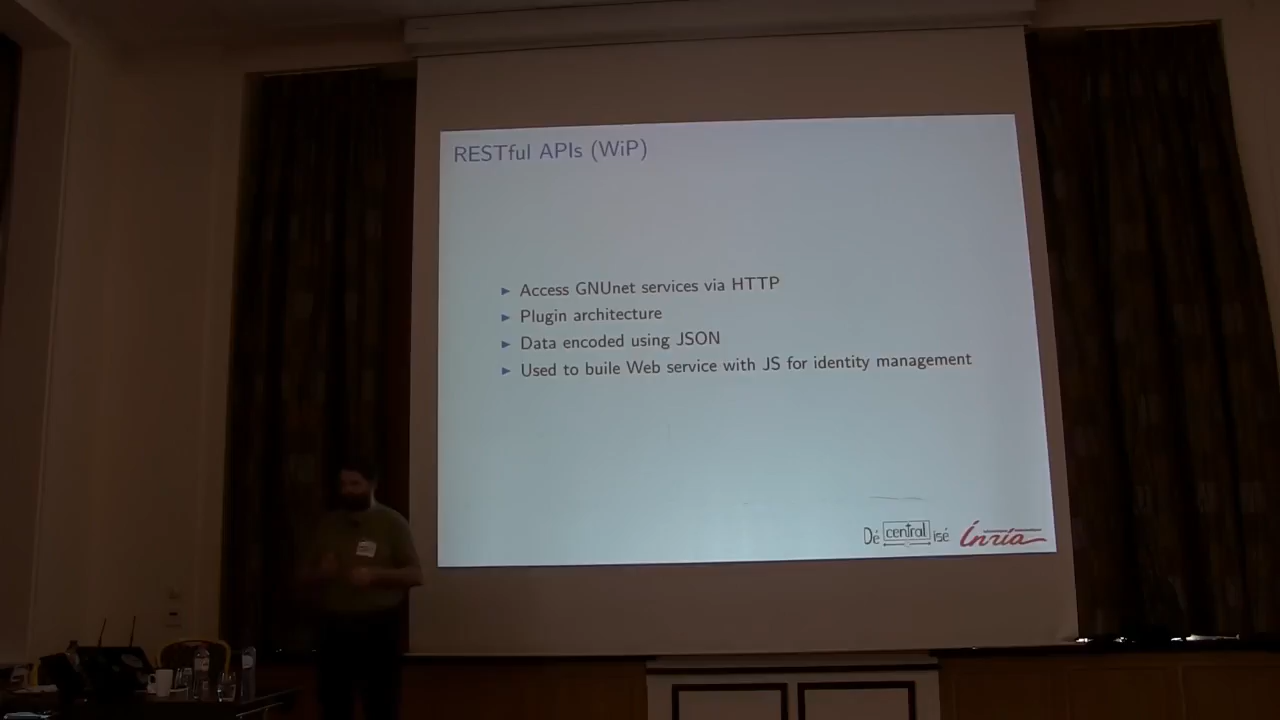 RESTful APIs (WiP)
► Access GNUnet services via HTTP
► Plugin architecture
► Data encoded using JSON
► Used to buile Web service with JS for identity management
Dé central isé Inria